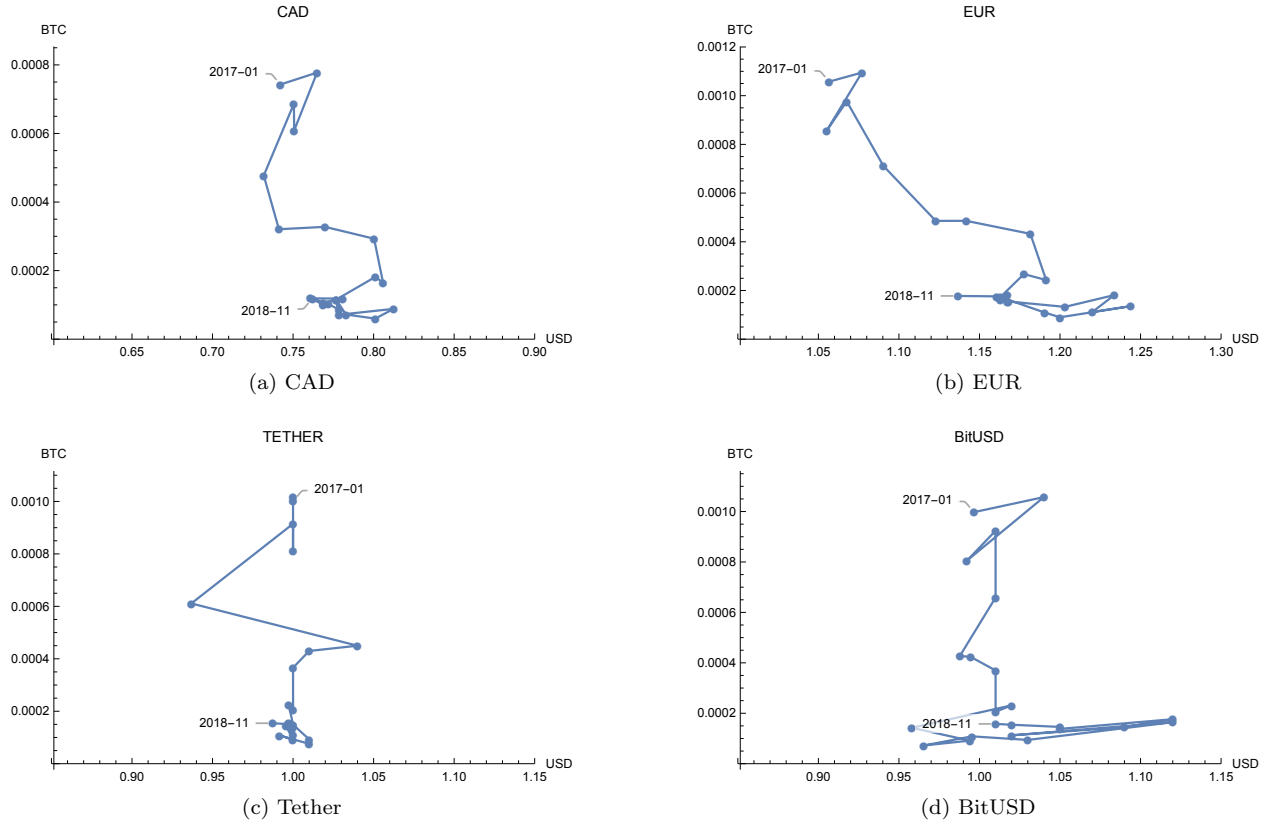 CAD
BTC
0.0008
0.0006
0.0004
0.0002
2017-01
2018-11
0.65 0.70 0.75 0.80 0.85 0.90
USD
(a) CAD
EUR
BTC
0.0012
0.0010
0.0008
0.0006
0.0004
0.0002
2017-01
2018-11
1.05 1.10 1.15 1.20 1.25 1.30
USD
(b) EUR
TETHER
BTC
0.0010
0.0008
0.0006
0.0004
0.0002
2017-01
2018-11
0.90 0.95 1.00 1.05 1.10 1.15
USD
(c) Tether
BitUSD
BTC
0.0010
0.0008
0.0006
0.0004
0.0002
2017-01
2018-11
0.90 0.95 1.00 1.05 1.10 1.15
USD
(d) BitUSD